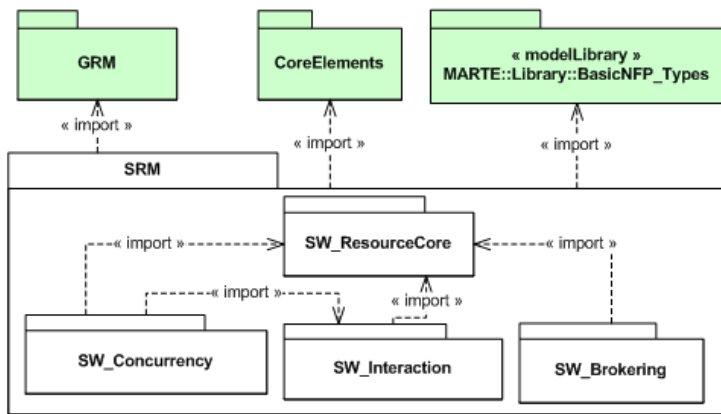 GRM
CoreElements
« modelLibrary »
MARTE::Library::BasicNFP_Types
« import »
« import »
« import »
SRM
SW_ResourceCore
« import »
« import »
« import »
« import »
SW_Concurrency
SW_Interaction
SW_Brokering